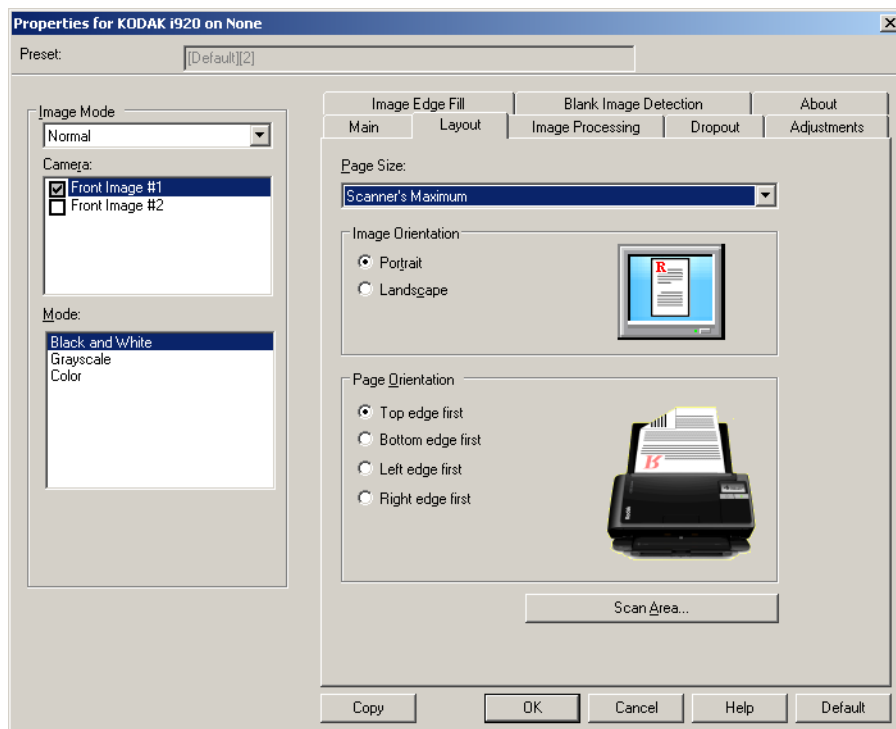 Properties for KODAK i920 on None
Preset:
[Default][2]
Image Mode
Normal
Camera:
Front Image #1
Front Image #2
Mode:
Black and White
Grayscale
Color
Image Edge Fill
Blank Image Detection
About
Main
Layout
Image Processing
Dropout
Adjustments
Page Size:
Scanner's Maximum
Image Orientation
Portrait
Landscape
R
Page Orientation
Top edge first
Bottom edge first
Left edge first
Right edge first
R
Kodak
Scan Area...
Copy
OK
Cancel
Help
Default